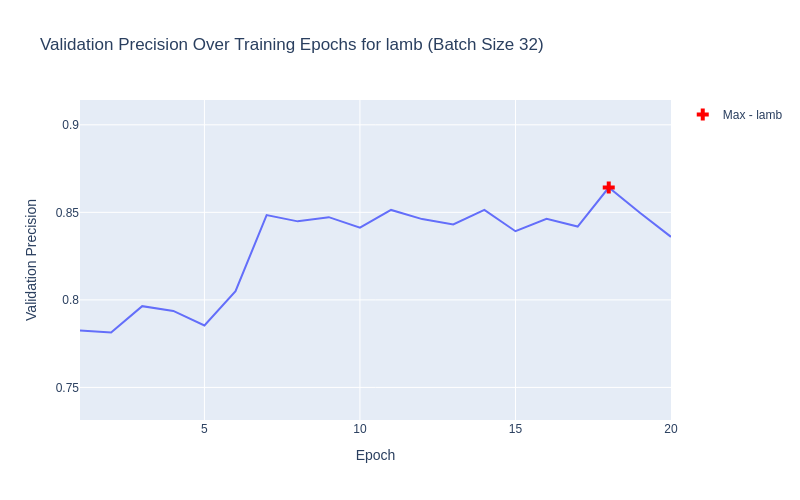 Validation Precision Over Training Epochs for lamb (Batch Size 32)
Max - lamb
Validation Precision
0.9
0.85
0.8
0.75
5
10
15
20
Epoch